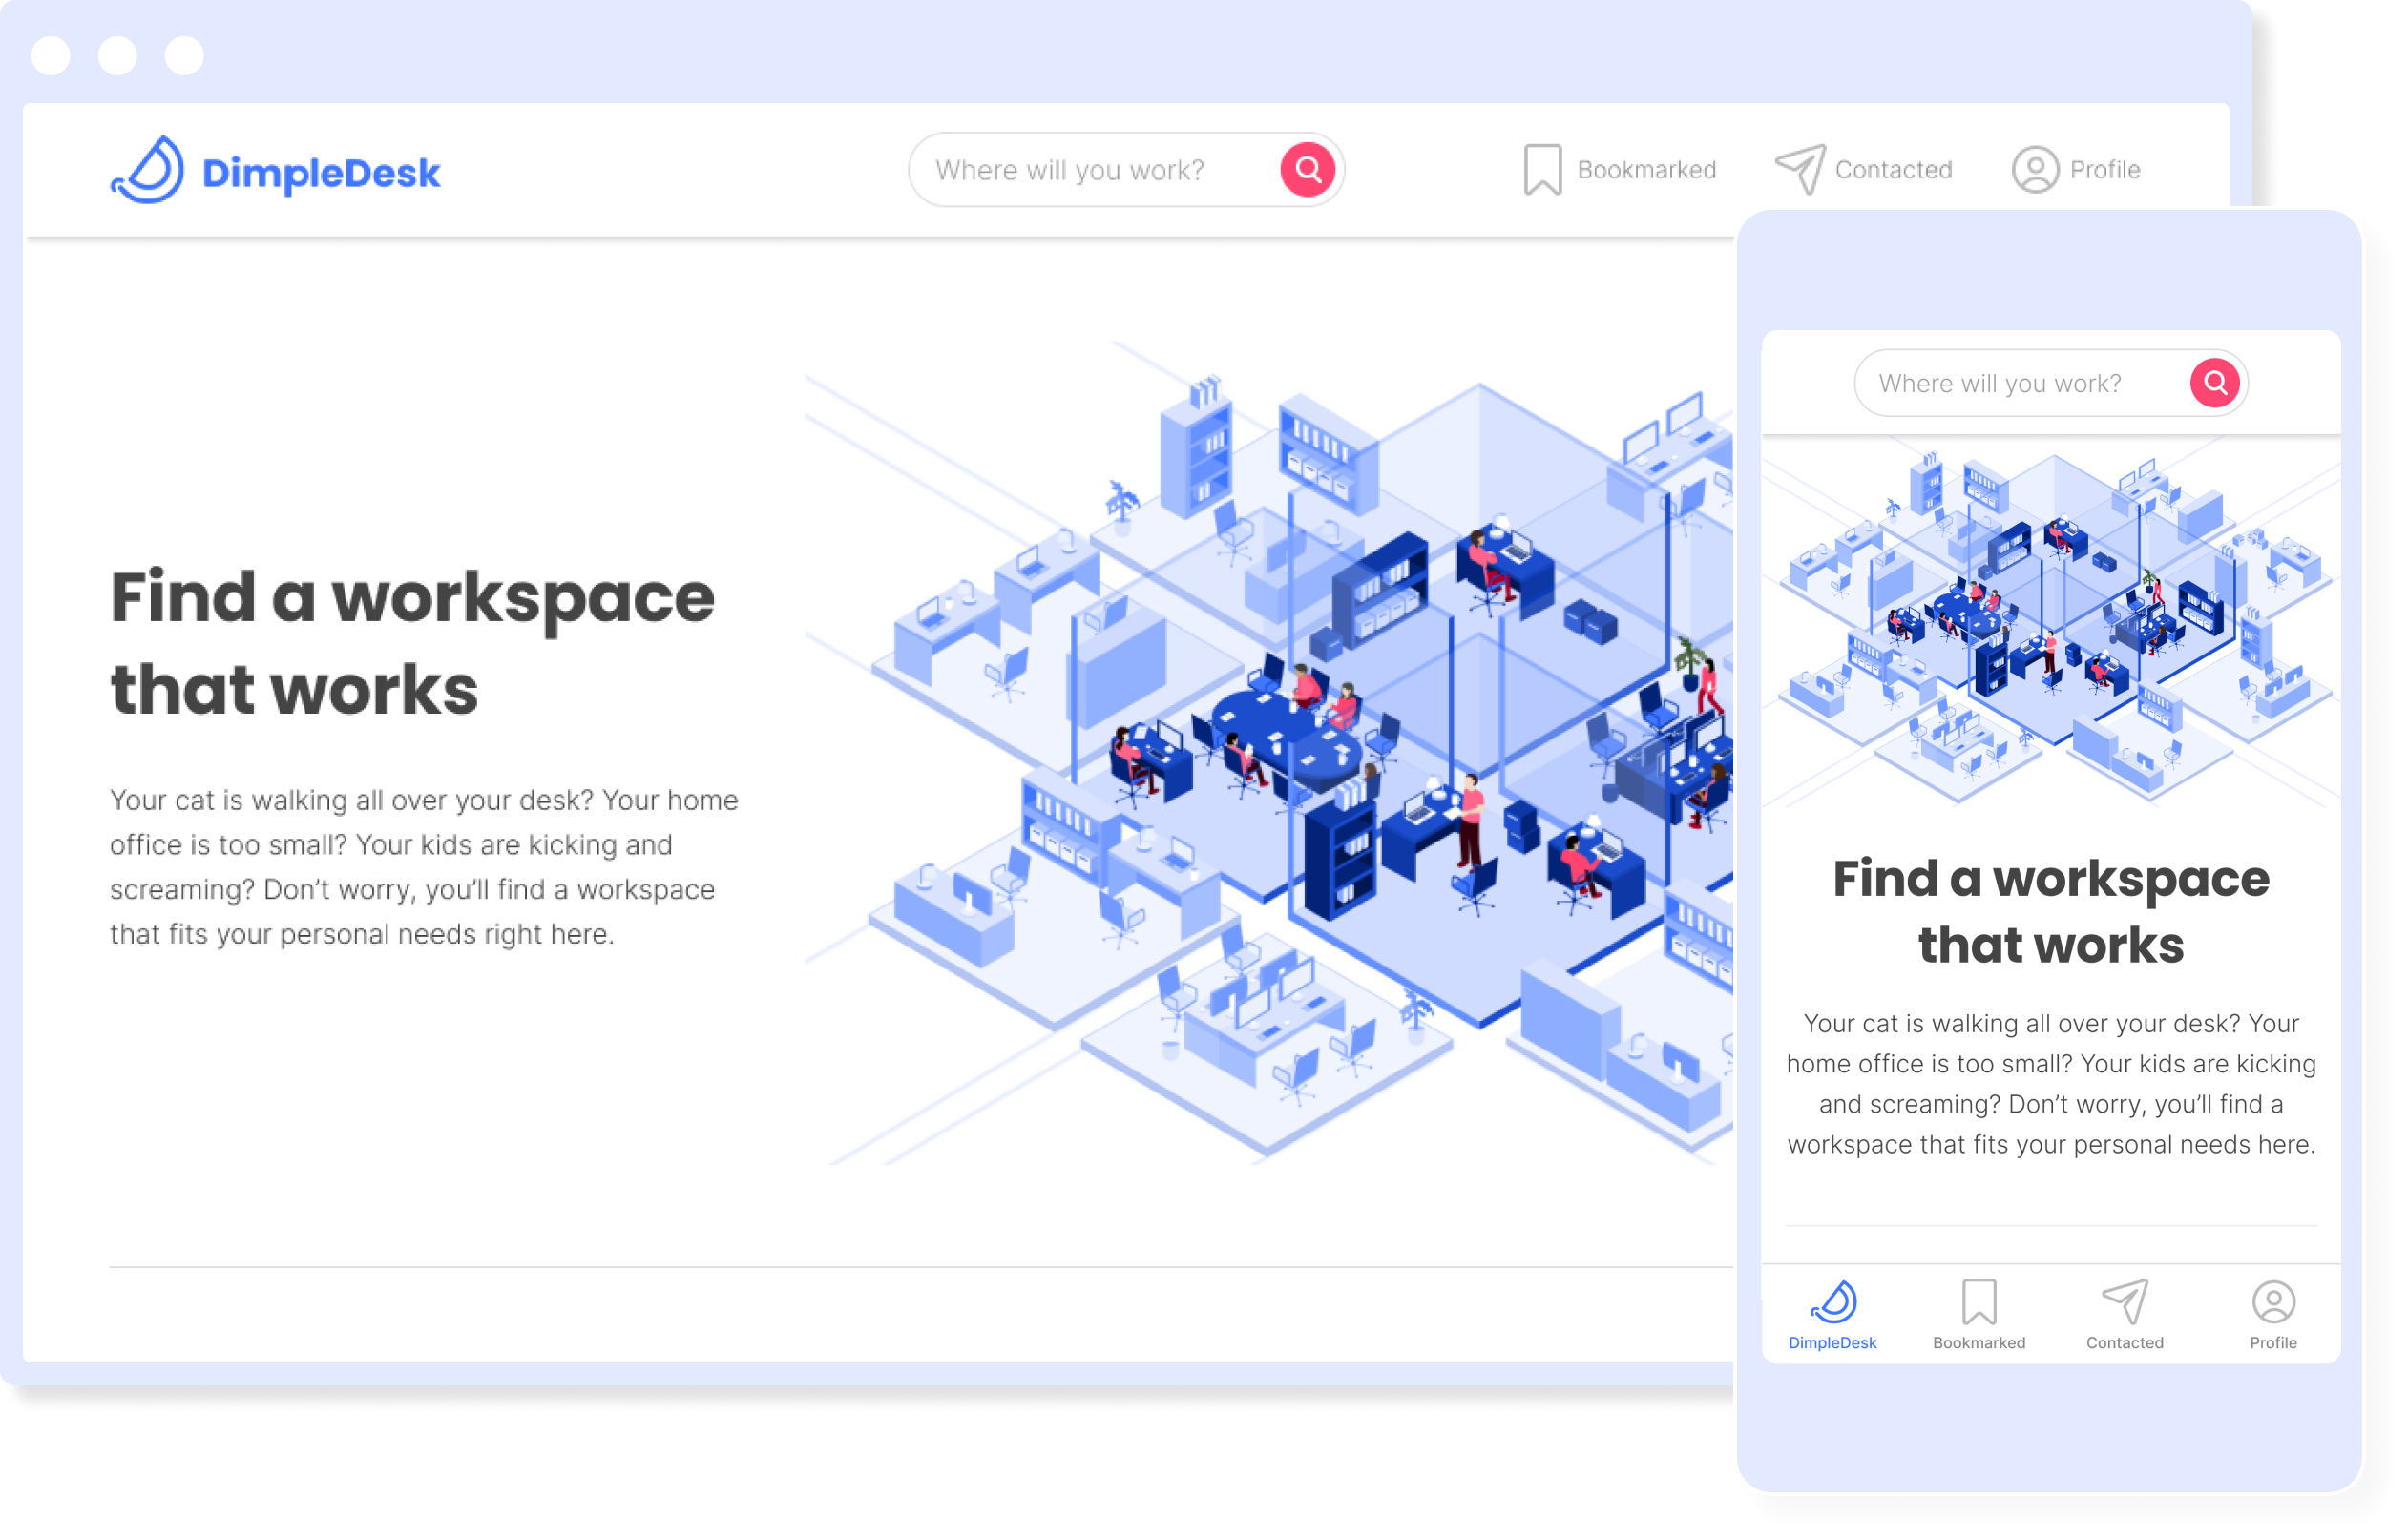 DimpleDesk
Where will you work?
Bookmarked
Contacted
Profile
Find a workspace
that works
Your cat is walking all over your desk? Your home
office is too small? Your kids are kicking and
screaming? Don’t worry, you’ll find a workspace
that fits your personal needs right here.
Where will you work?
Find a workspace
that works
Your cat is walking all over your desk? Your
home office is too small? Your kids are kicking
and screaming? Don’t worry, you’ll find a
workspace that fits your personal needs here.
DimpleDesk
Bookmarked
Contacted
Profile